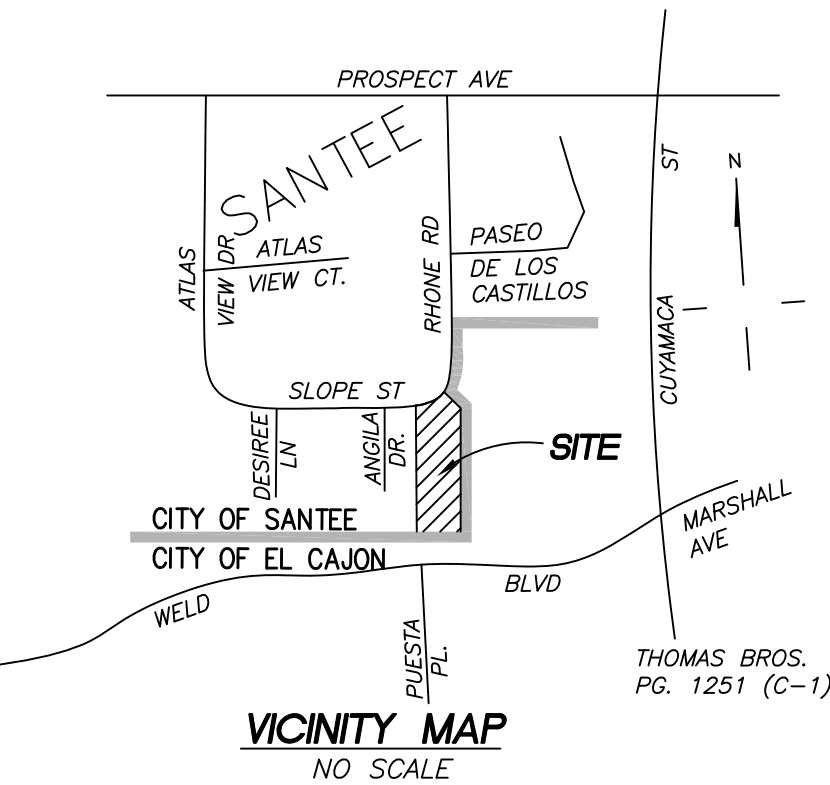 PROSPECT AVE
SANTEE
ST
N
ATLAS
VIEW DR
ATLAS
VIEW CT.
RHONE RD
PASEO
DE LOS
CASTILLOS
CUYAMACA
SLOPE ST
DESIREE
LN
ANGILA
DR.
SITE
CITY OF SANTEE
CITY OF EL CAJON
MARSHALL
AVE
WELD
BLVD
PUESTA
PL.
THOMAS BROS.
PG. 1251 (C-1)
VICINITY MAP
NO SCALE